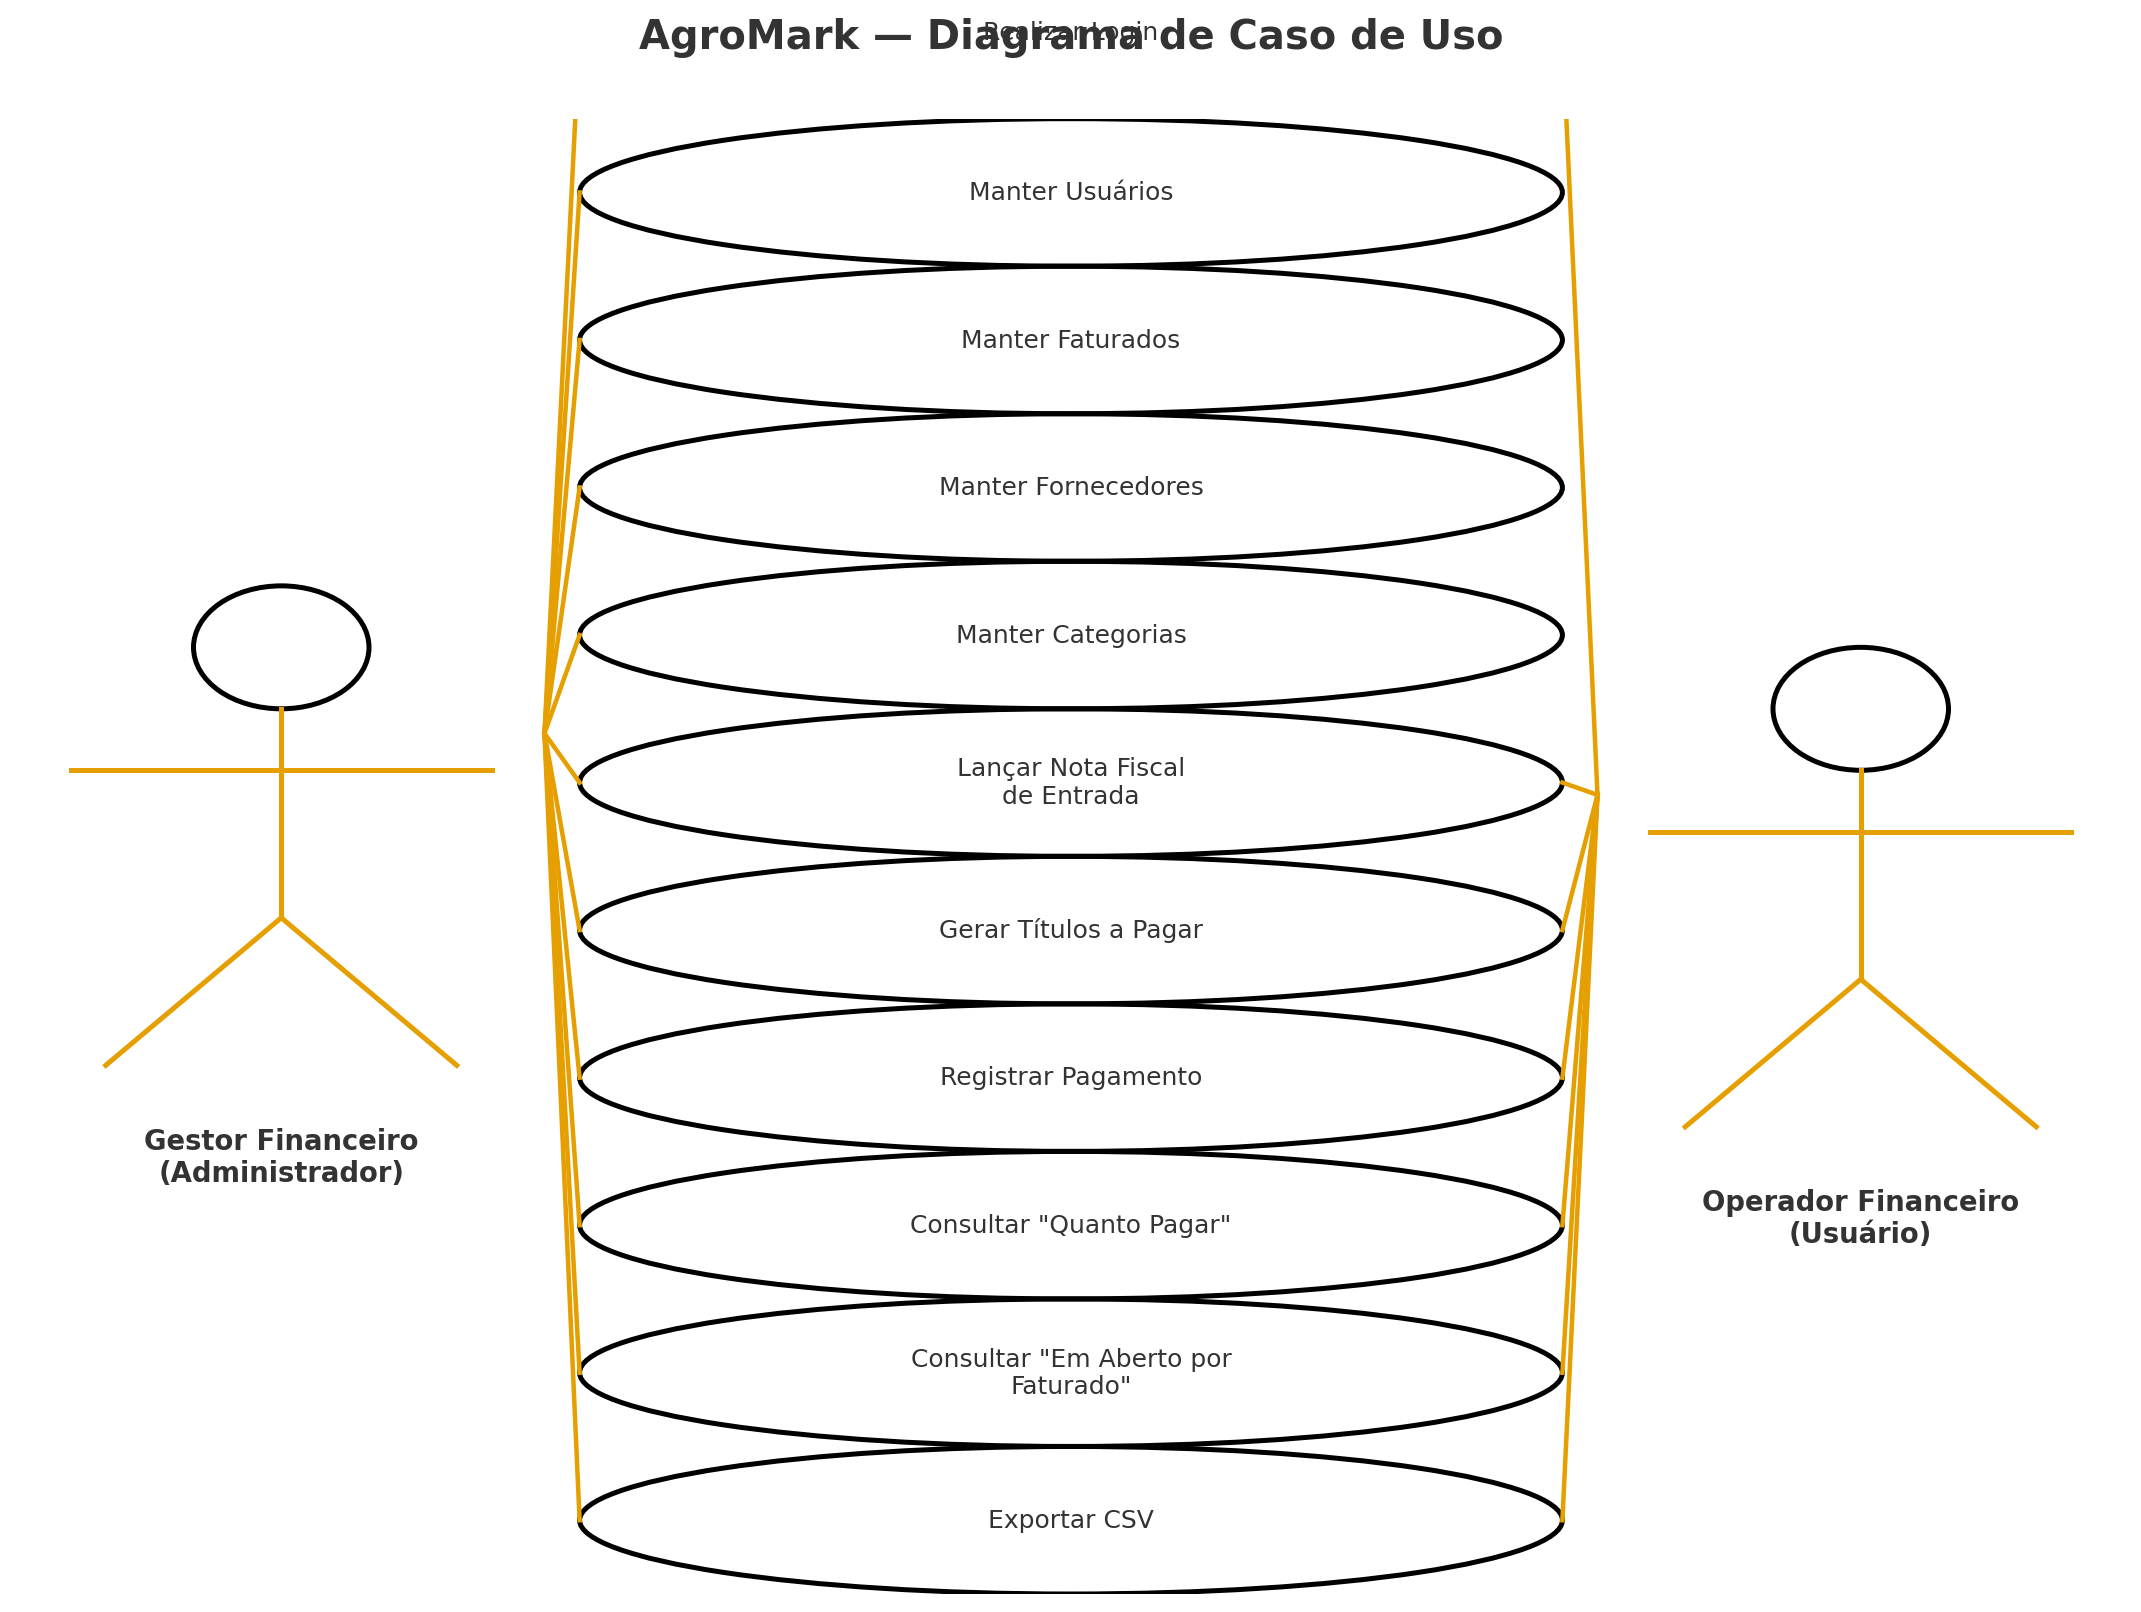 AgroMark — Diagrama de Caso de Uso
Realizar Login
Manter Usuários
Manter Faturados
Manter Fornecedores
Manter Categorias
Lançar Nota Fiscal
de Entrada
Gerar Títulos a Pagar
Registrar Pagamento
Consultar "Quanto Pagar"
Consultar "Em Aberto por
Faturado"
Exportar CSV
Gestor Financeiro
(Administrador)
Operador Financeiro
(Usuário)